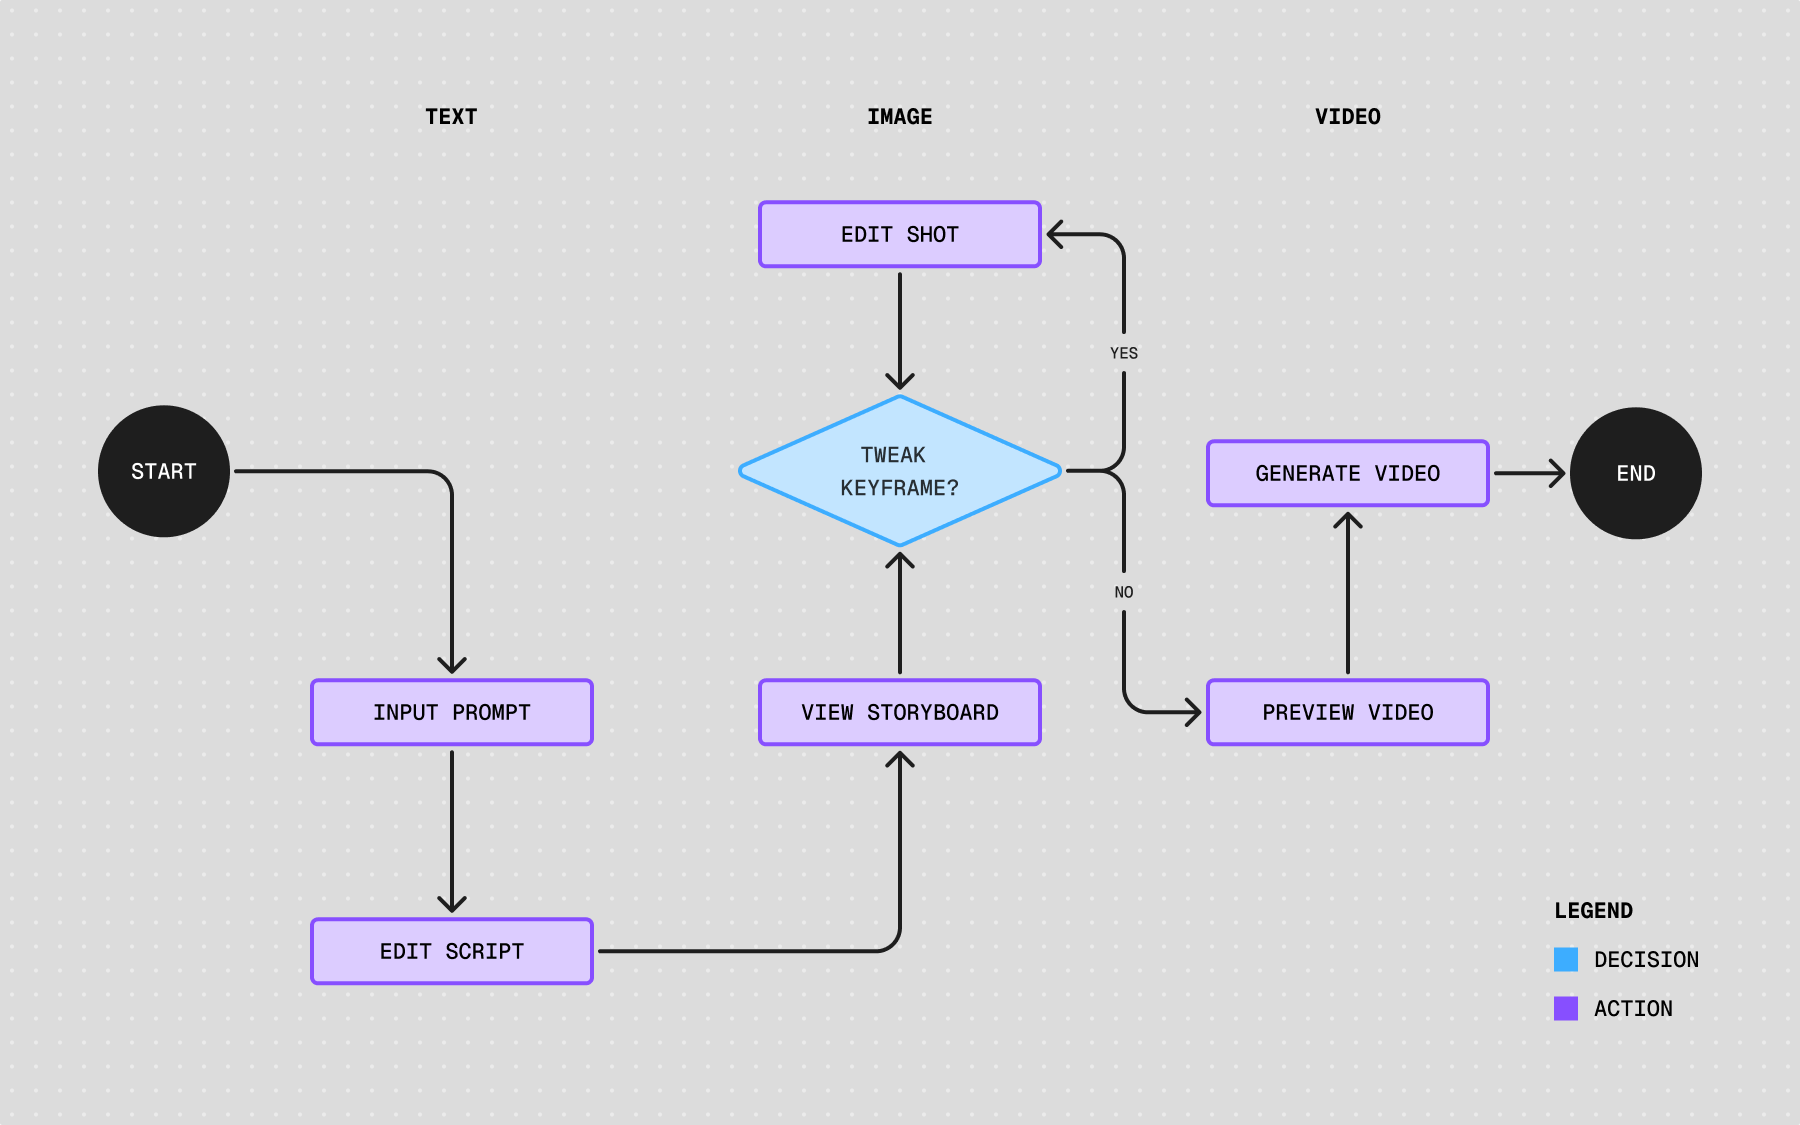 TEXT
IMAGE
VIDEO
EDIT SHOT
YES
START
TWEAK
KEYFRAME?
GENERATE VIDEO
END
NO
INPUT PROMPT
VIEW STORYBOARD
PREVIEW VIDEO
EDIT SCRIPT
LEGEND
DECISION
ACTION